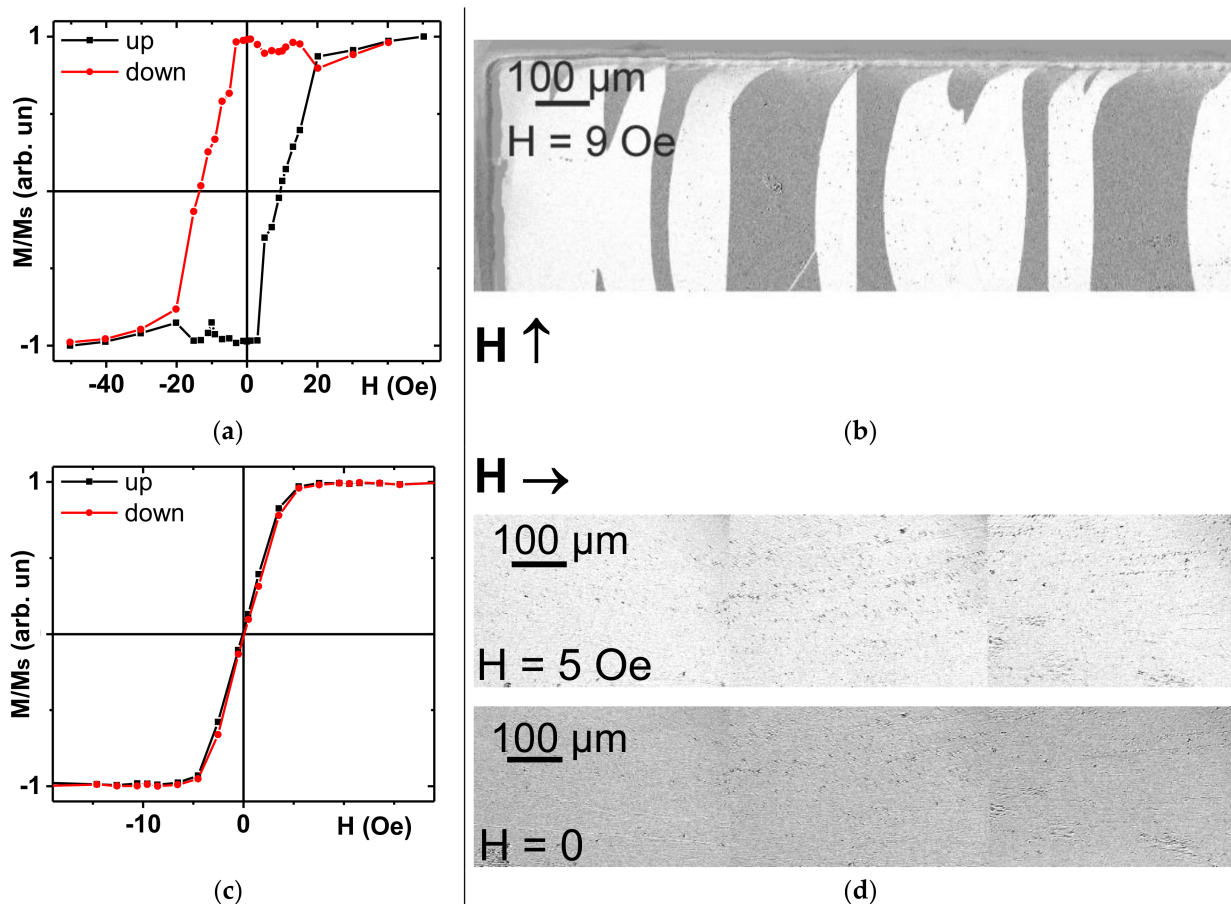 1
up
down
M/Ms (arb. un)
-1
-40 -20 0 20 H (Oe)
(a)
100 μm
H = 9 Oe
H ↑
(b)
1
up
down
M/Ms (arb. un)
-1
-10 0 H (Oe)
(c)
H →
100 μm
H = 5 Oe
100 μm
H = 0
(d)